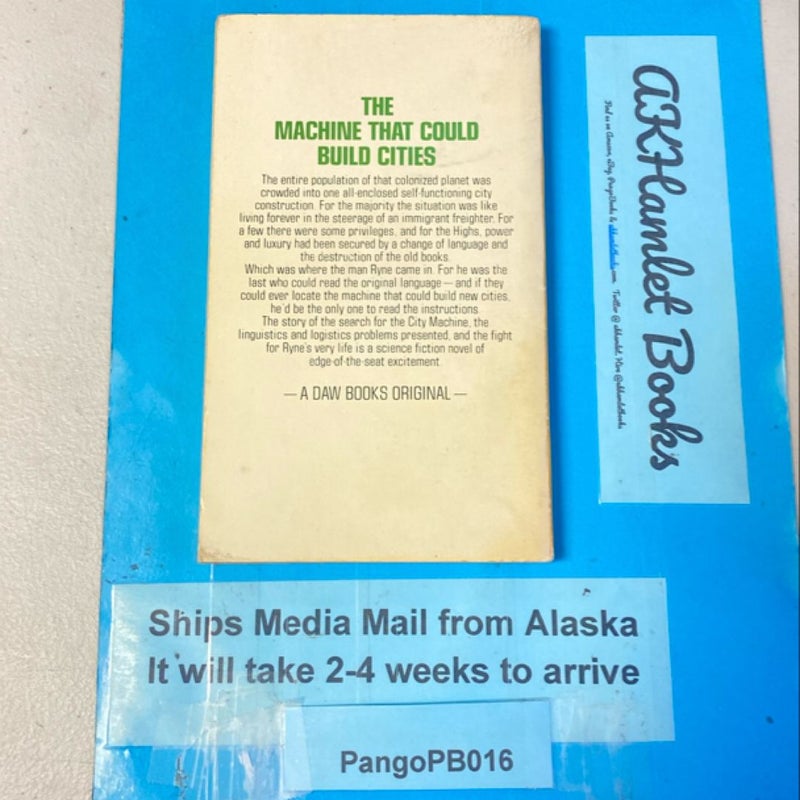 THE
MACHINE THAT COULD
BUILD CITIES
The entire population of that colonized planet was
crowded into one all-enclosed self-functioning city
construction. For the majority the situation was like
living forever in the steerage of an immigrant freighter. For
a few there were some privileges, and for the Highs, power
and luxury had been secured by a change of language and
the destruction of the old books.
Which was where the man Ryne came in. For he was the
last who could read the original language — and if they
could ever locate the machine that could build new cities,
he'd be the only one to read the instructions.
The story of the search for the City Machine, the
linguistics and logistics problems presented, and the fight
for Ryne's very life is a science fiction novel of
edge-of-the-seat excitement.
— A DAW BOOKS ORIGINAL —
AKHamlet Books
Find us on Amazon, eBay, PangoBooks &
Twitter @ akhamlet
Ships Media Mail from Alaska
It will take 2-4 weeks to arrive
PangoPB016